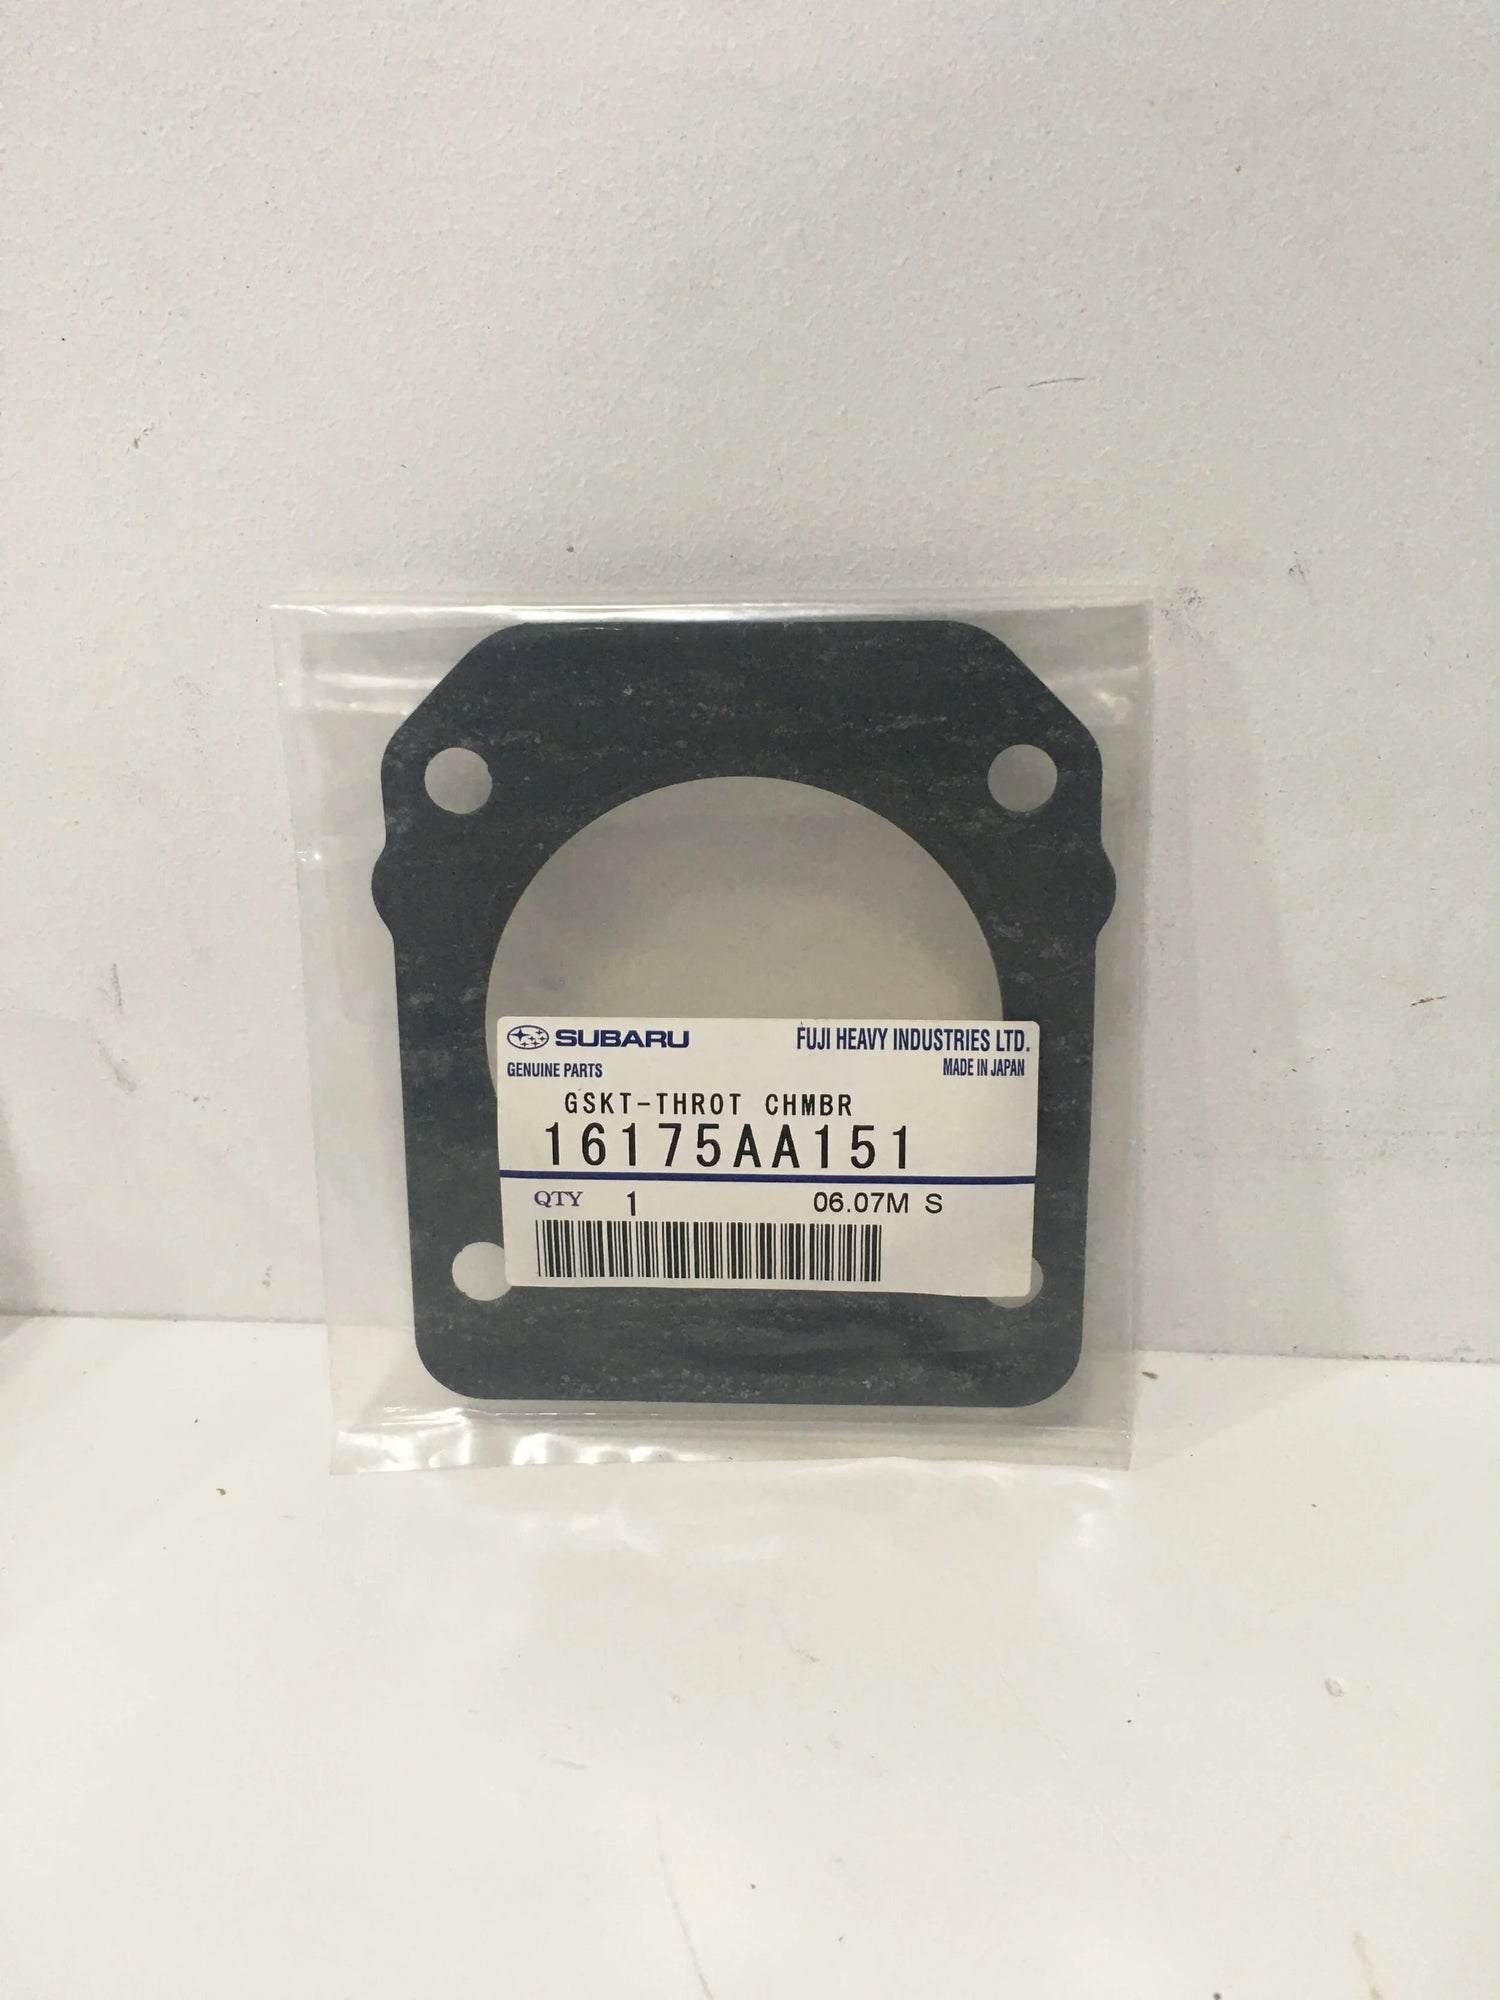 SUBARU FUJI HEAVY INDUSTRIES LTD.
GENUINE PARTS MADE IN JAPAN
GSKT-THROT CHMBR
16175AA151
QTY 1 06.07M S